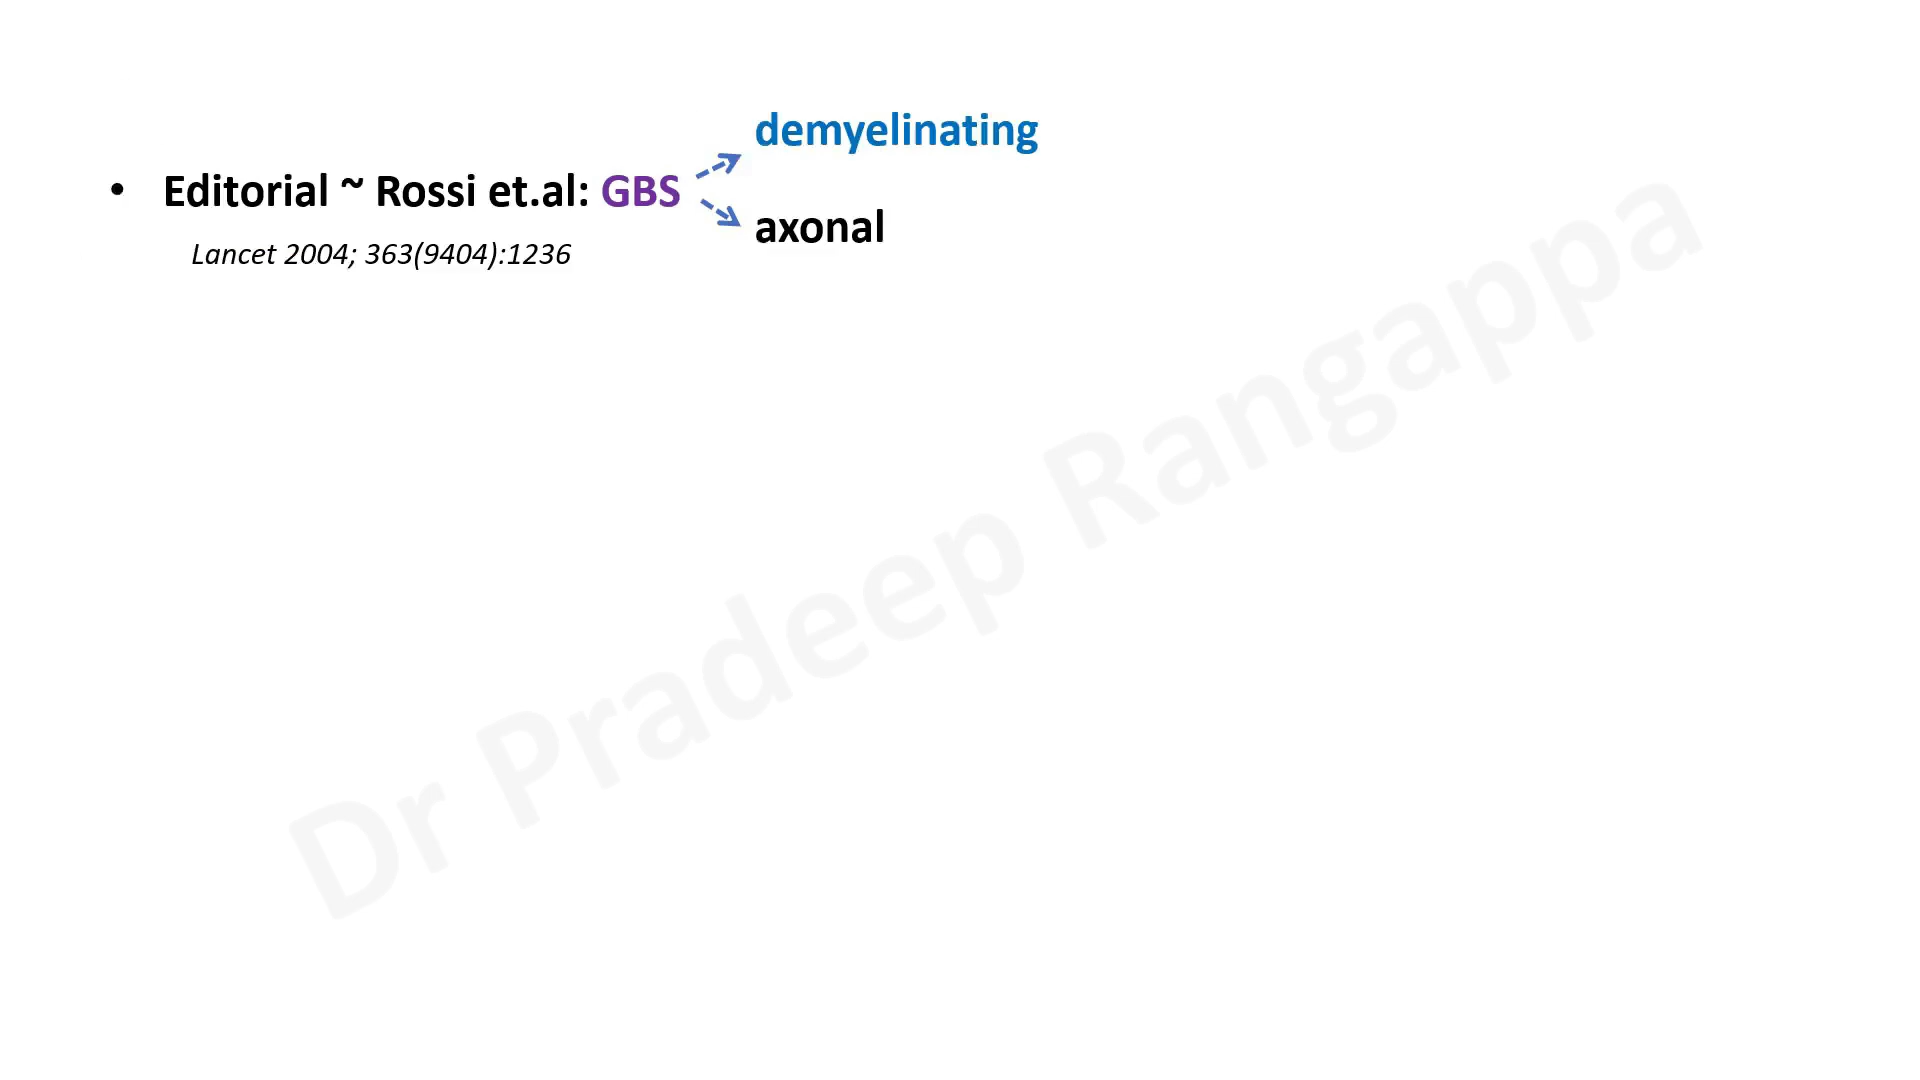 demyelinating
• Editorial ~ Rossi et.al: GBS
axonal
Lancet 2004; 363(9404):1236
Dr Pradeep Rangappa